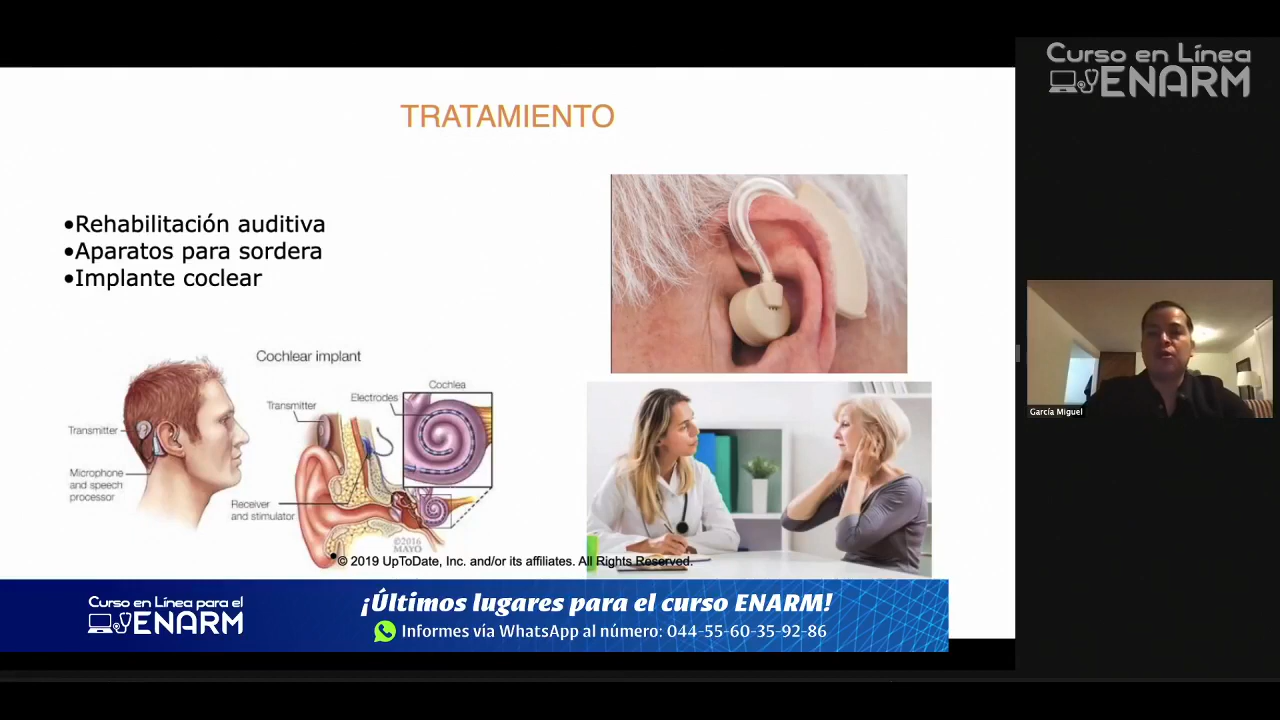 Curso en Línea
ENARM
TRATAMIENTO
•Rehabilitación auditiva
•Aparatos para sordera
•Implante coclear
Cochlear implant
Cochlea
Electrodes
Transmitter
Transmitter
Microphone
and speech
processor
Receiver
and stimulator
©2016
MAYO
•© 2019 UpToDate, Inc. and/or its affiliates. All Rights Reserved.
García Miguel
Curso en Línea para el
ENARM
¡Últimos lugares para el curso ENARM!
Informes vía WhatsApp al número: 044-55-60-35-92-86